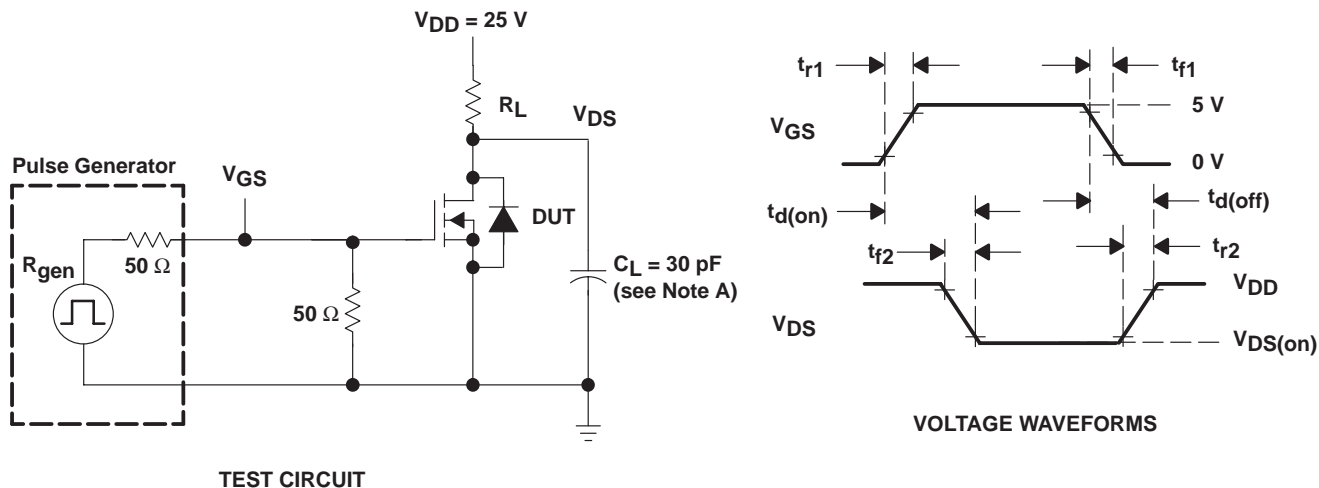 VDD = 25 V
RL
VDS
Pulse Generator
VGS
Rgen
50 Ω
50 Ω
DUT
CL = 30 pF
(see Note A)
TEST CIRCUIT
tr1
tf1
VGS
5 V
0 V
td(on)
td(off)
tf2
tr2
VDS
VDD
VDS(on)
VOLTAGE WAVEFORMS